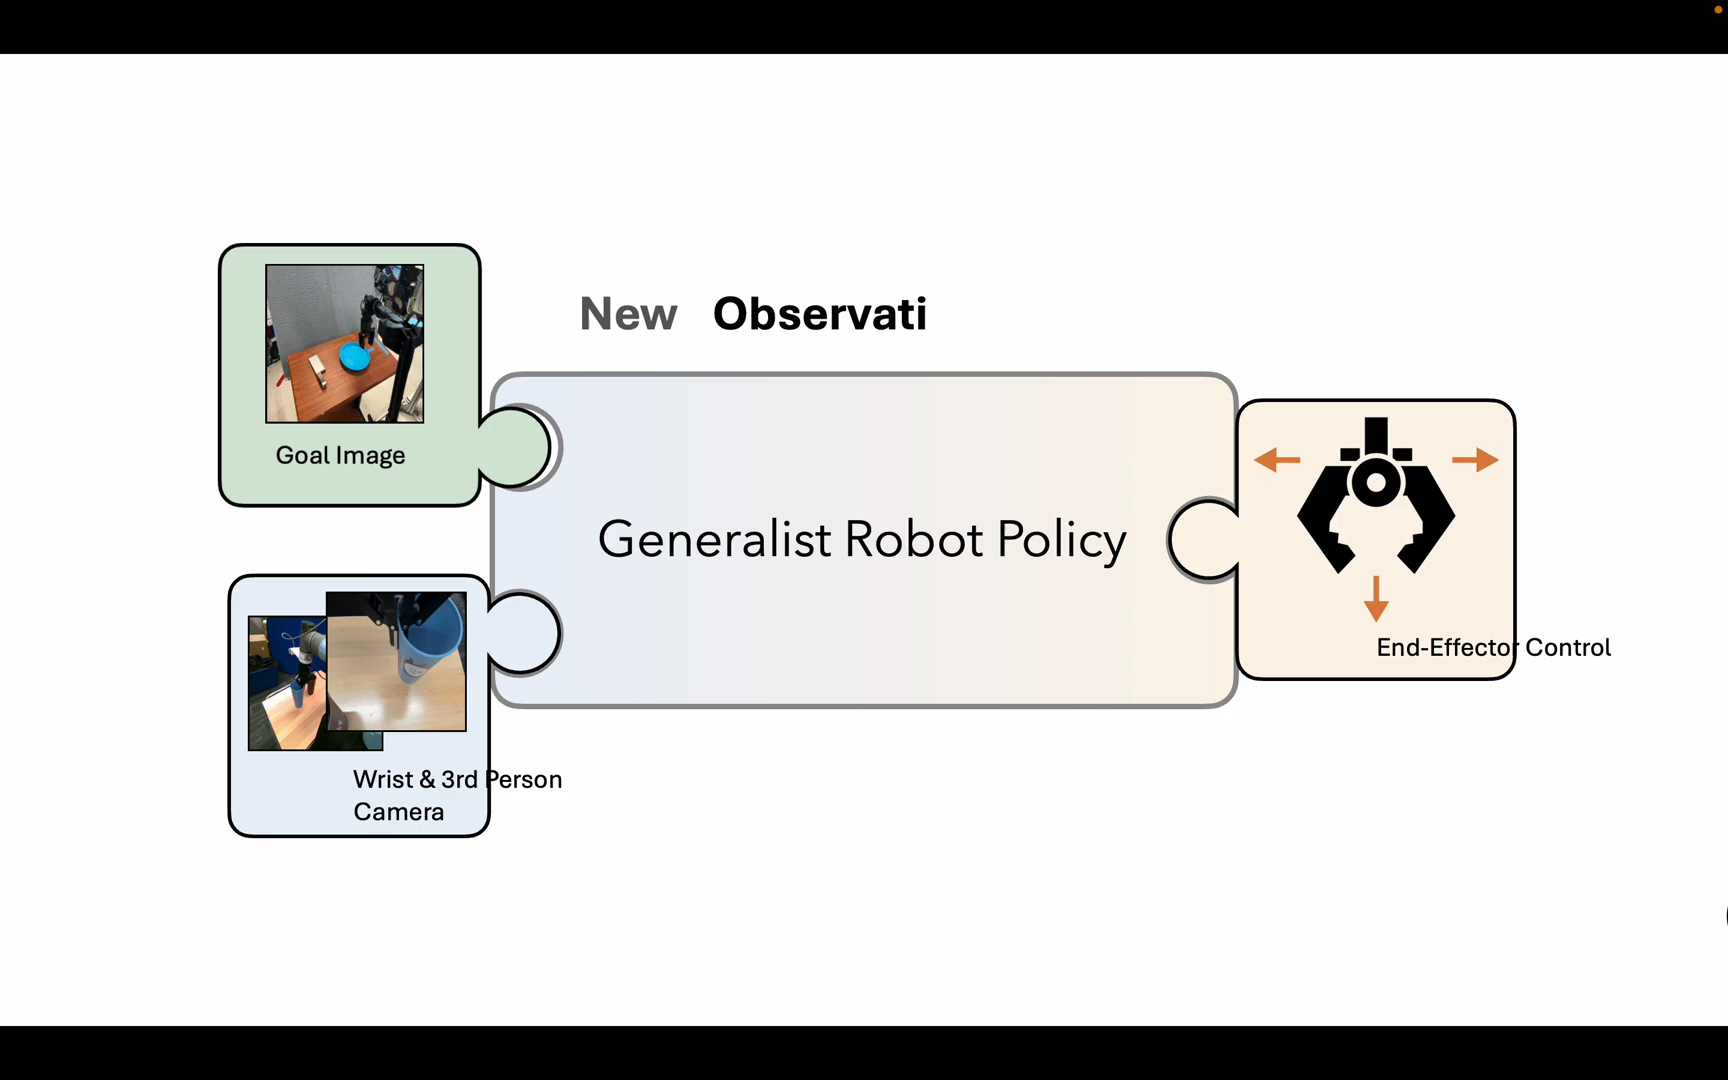 New Observati
Goal Image
Generalist Robot Policy
End-Effector Control
Wrist & 3rd Person
Camera